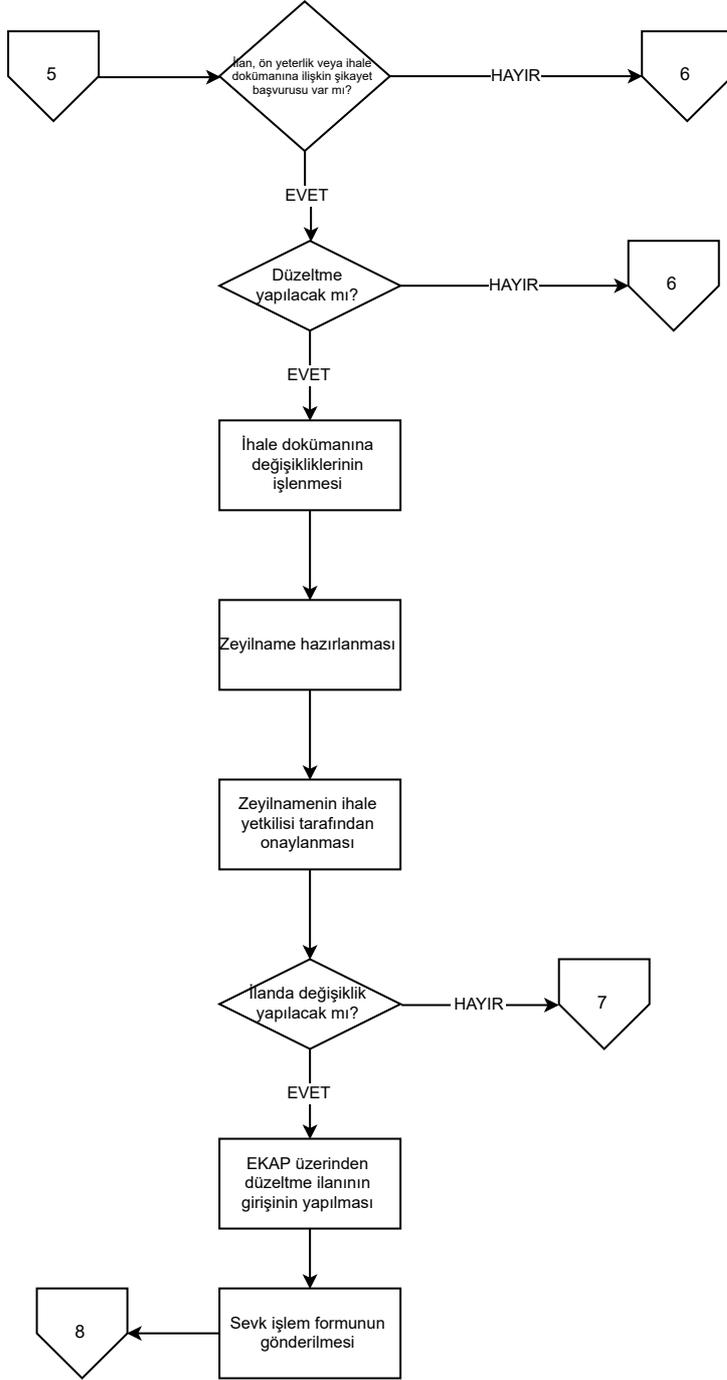 5
İlan, ön yeterlik veya ihale
dokümanına ilişkin şikayet
başvurusu var mı?
HAYIR
6
EVET
Düzeltme
yapılacak mı?
HAYIR
6
EVET
İhale dokümanına
değişikliklerinin
işlenmesi
Zeyilname hazırlanması
Zeyilnamenin ihale
yetkilisi tarafından
onaylanması
İlanda değişiklik
yapılacak mı?
HAYIR
7
EVET
EKAP üzerinden
düzeltme ilanının
girişinin yapılması
Sevk işlem formunun
gönderilmesi
8